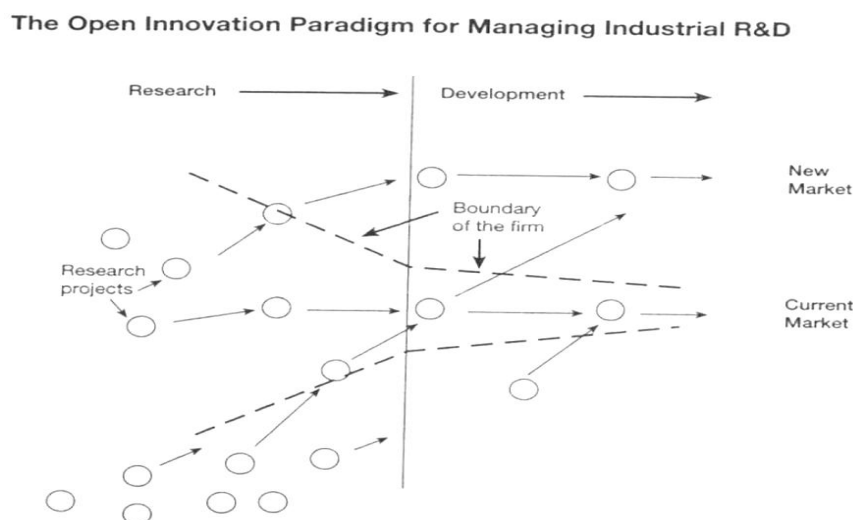 The Open Innovation Paradigm for Managing Industrial R&D
Research
Development
New
Market
Boundary
of the firm
Research
projects
Current
Market